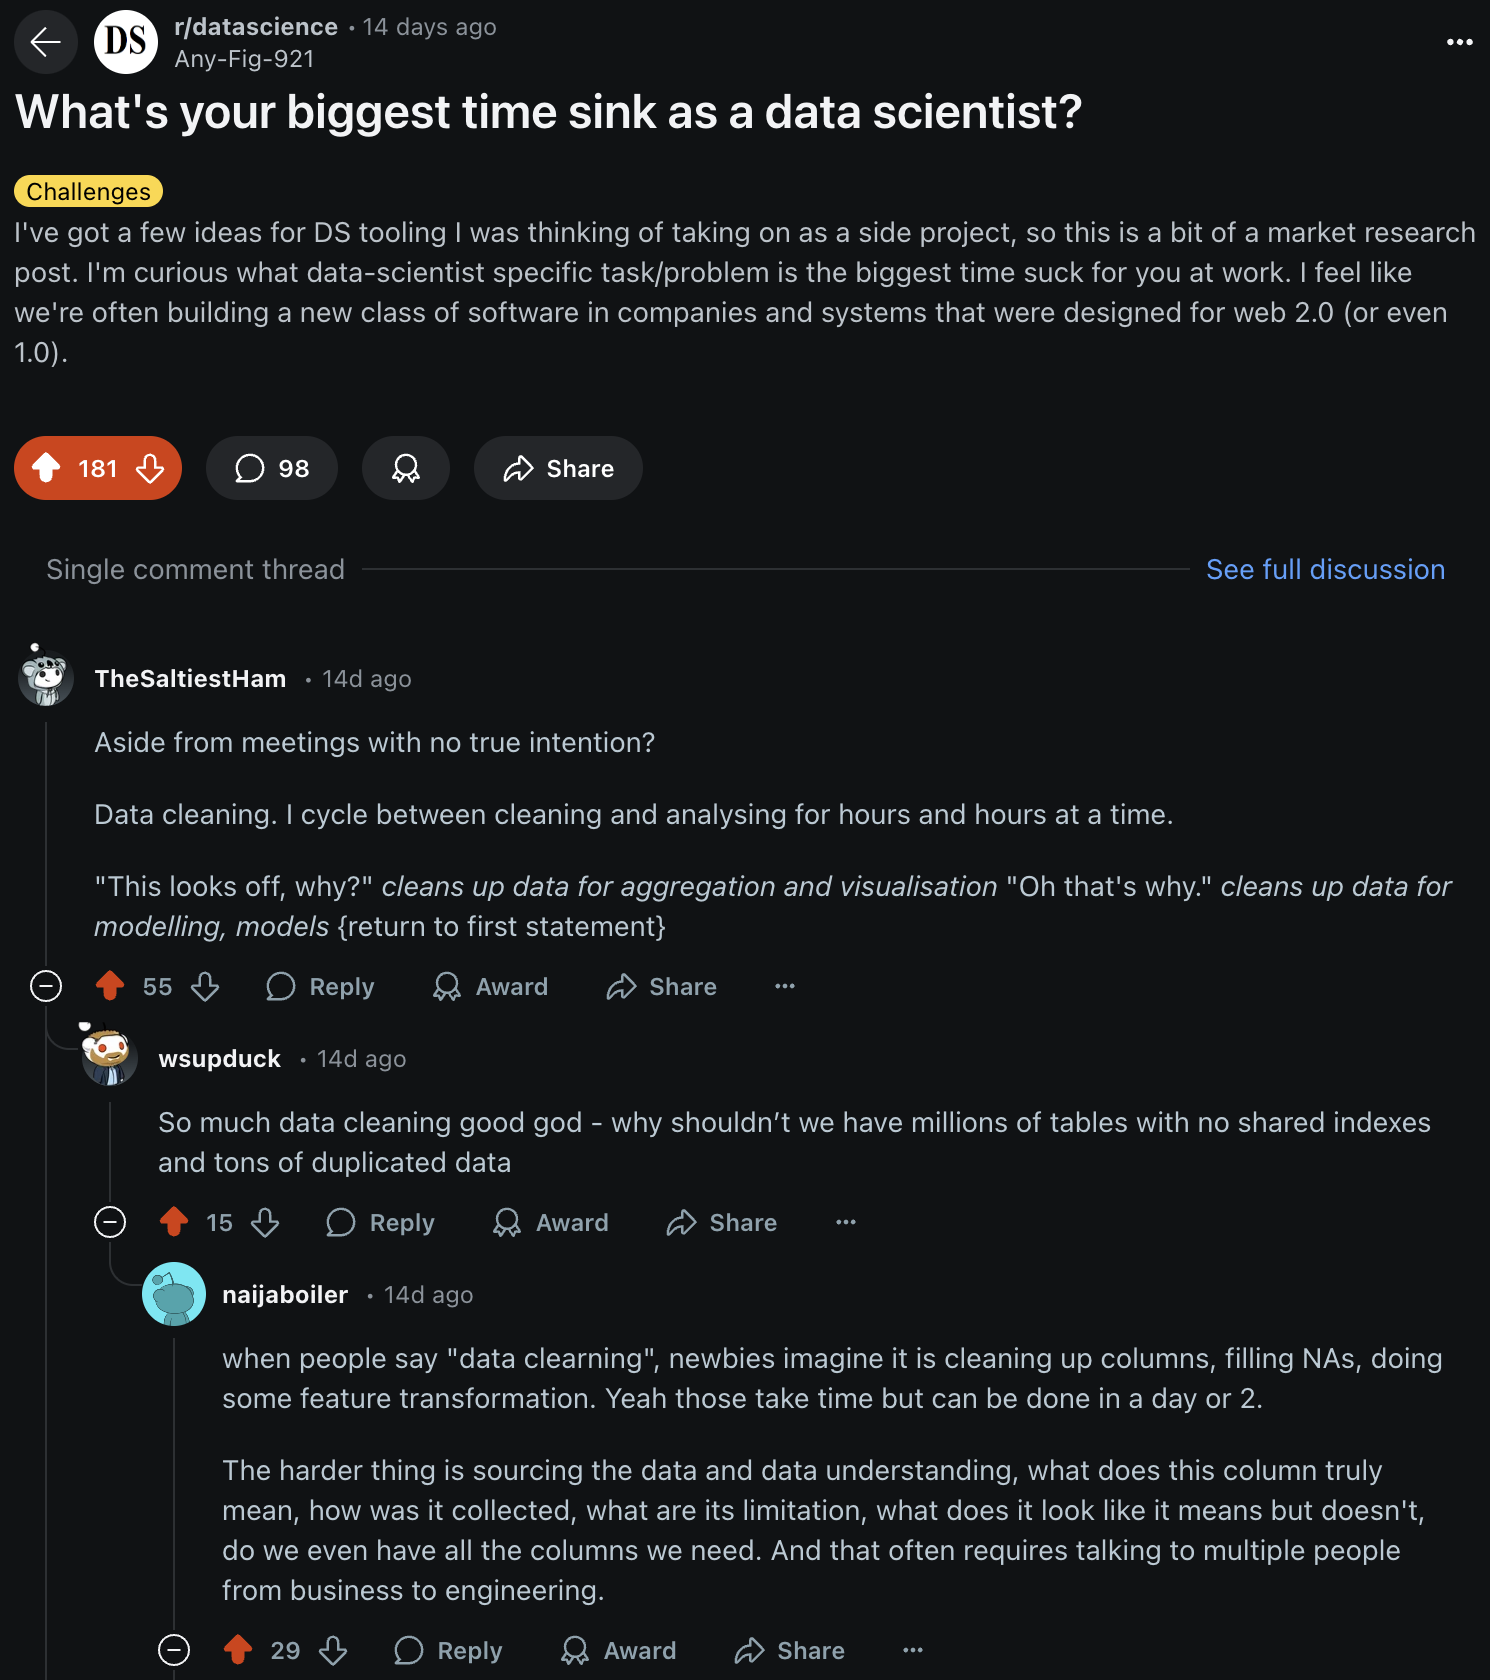 DS
r/datascience • 14 days ago
Any-Fig-921
What's your biggest time sink as a data scientist?
Challenges
I've got a few ideas for DS tooling I was thinking of taking on as a side project, so this is a bit of a market research
post. I'm curious what data-scientist specific task/problem is the biggest time suck for you at work. I feel like
we're often building a new class of software in companies and systems that were designed for web 2.0 (or even
1.0).
181 98 Share
Single comment thread See full discussion
TheSaltiestHam • 14d ago
Aside from meetings with no true intention?
Data cleaning. I cycle between cleaning and analysing for hours and hours at a time.
"This looks off, why?" cleans up data for aggregation and visualisation "Oh that's why." cleans up data for
modelling, models {return to first statement}
55 Reply Award Share
wsupduck • 14d ago
So much data cleaning good god - why shouldn’t we have millions of tables with no shared indexes
and tons of duplicated data
15 Reply Award Share
naijaboiler • 14d ago
when people say "data clearning", newbies imagine it is cleaning up columns, filling NAs, doing
some feature transformation. Yeah those take time but can be done in a day or 2.
The harder thing is sourcing the data and data understanding, what does this column truly
mean, how was it collected, what are its limitation, what does it look like it means but doesn't,
do we even have all the columns we need. And that often requires talking to multiple people
from business to engineering.
29 Reply Award Share